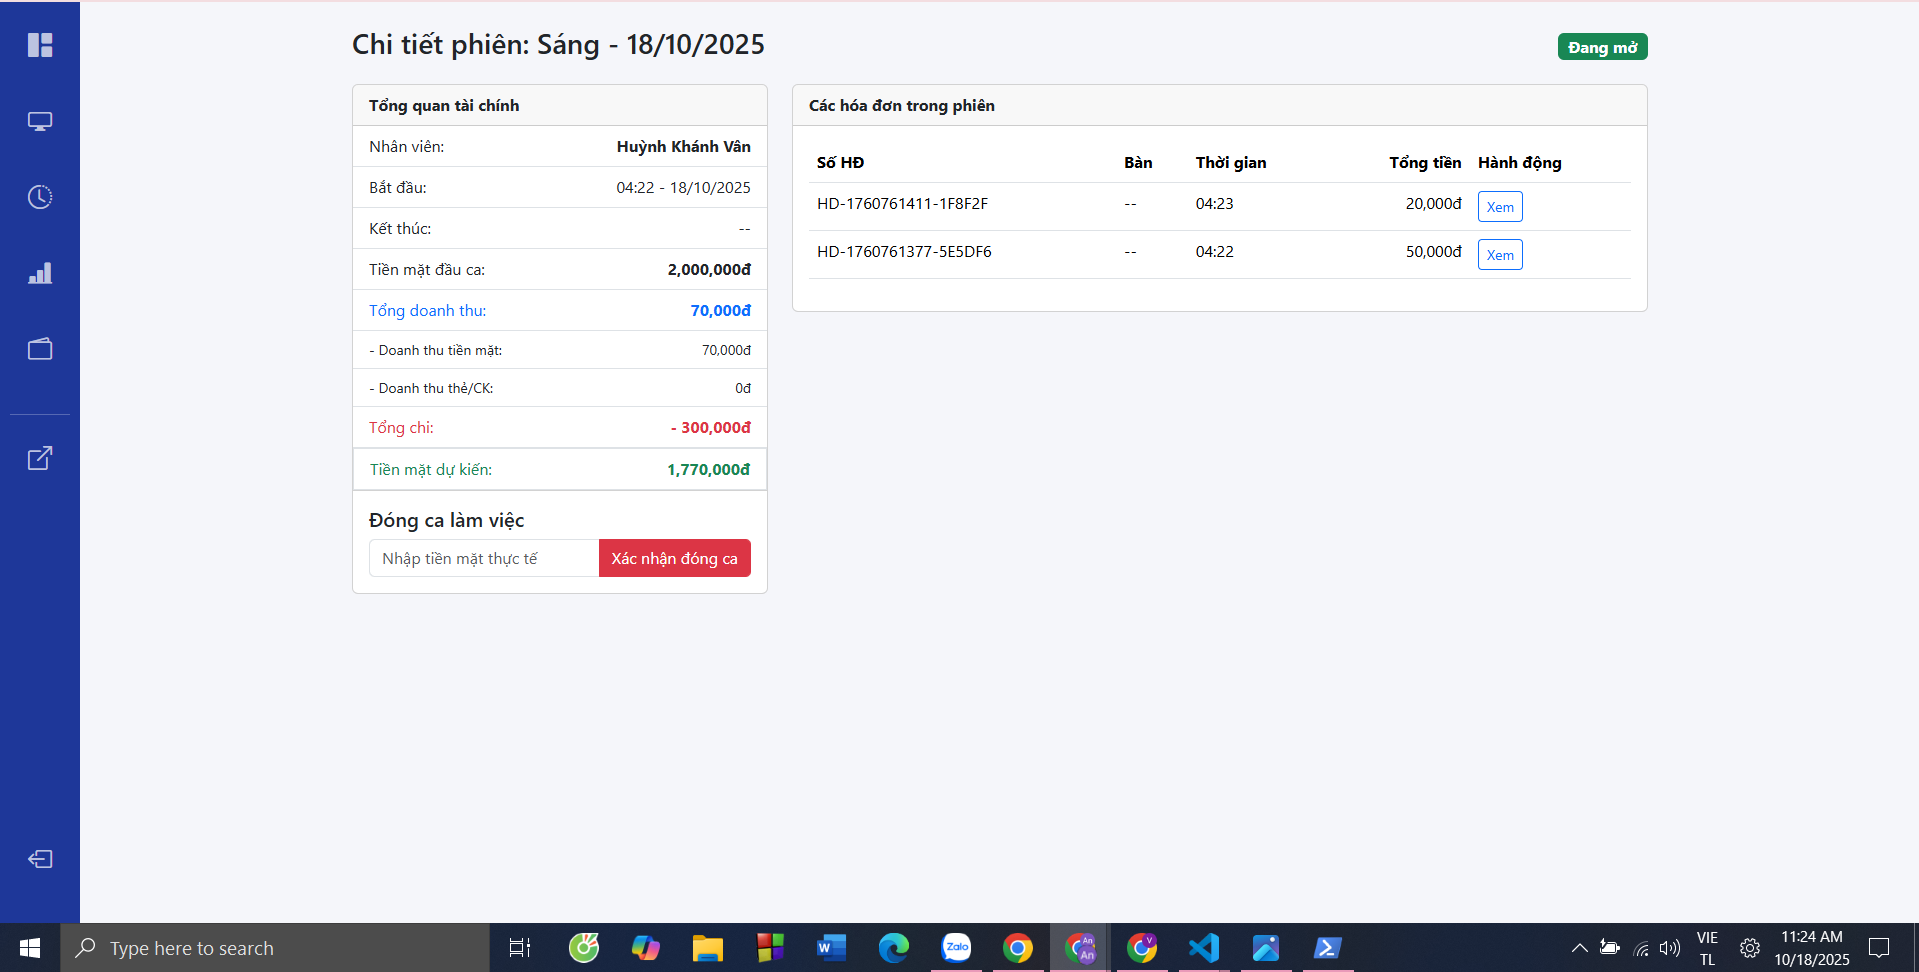 Chi tiết phiên: Sáng - 18/10/2025
Đang mở
Tổng quan tài chính
Nhân viên: Huỳnh Khánh Vân
Bắt đầu: 04:22 - 18/10/2025
Kết thúc: --
Tiền mặt đầu ca: 2,000,000đ
Tổng doanh thu: 70,000đ
- Doanh thu tiền mặt: 70,000đ
- Doanh thu thẻ/CK: 0đ
Tổng chi: - 300,000đ
Tiền mặt dự kiến: 1,770,000đ
Đóng ca làm việc
Nhập tiền mặt thực tế
Xác nhận đóng ca
Các hóa đơn trong phiên
Số HĐ Bàn Thời gian Tổng tiền Hành động
HD-1760761411-1F8F2F -- 04:23 20,000đ Xem
HD-1760761377-5E5DF6 -- 04:22 50,000đ Xem
Type here to search
Zalo
An
An
V
VIE
TL
11:24 AM
10/18/2025